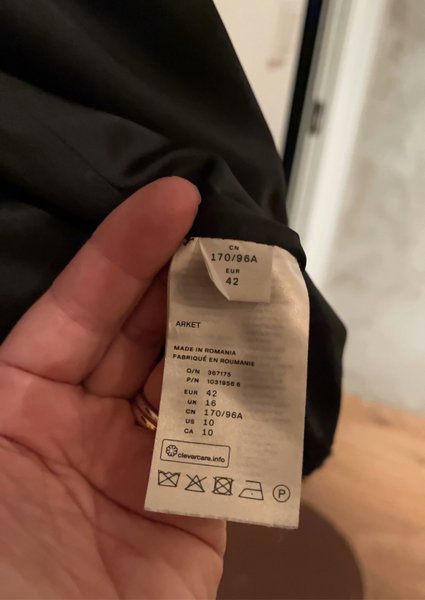 CN
170/96A
EUR
42
ARKET
MADE IN ROMANIA
FABRIQUÉ EN ROUMANIE
O/N 367175
P/N 1031956 6
EUR 42
UK 16
CN 170/96A
US 10
CA 10
clevercare.info
P